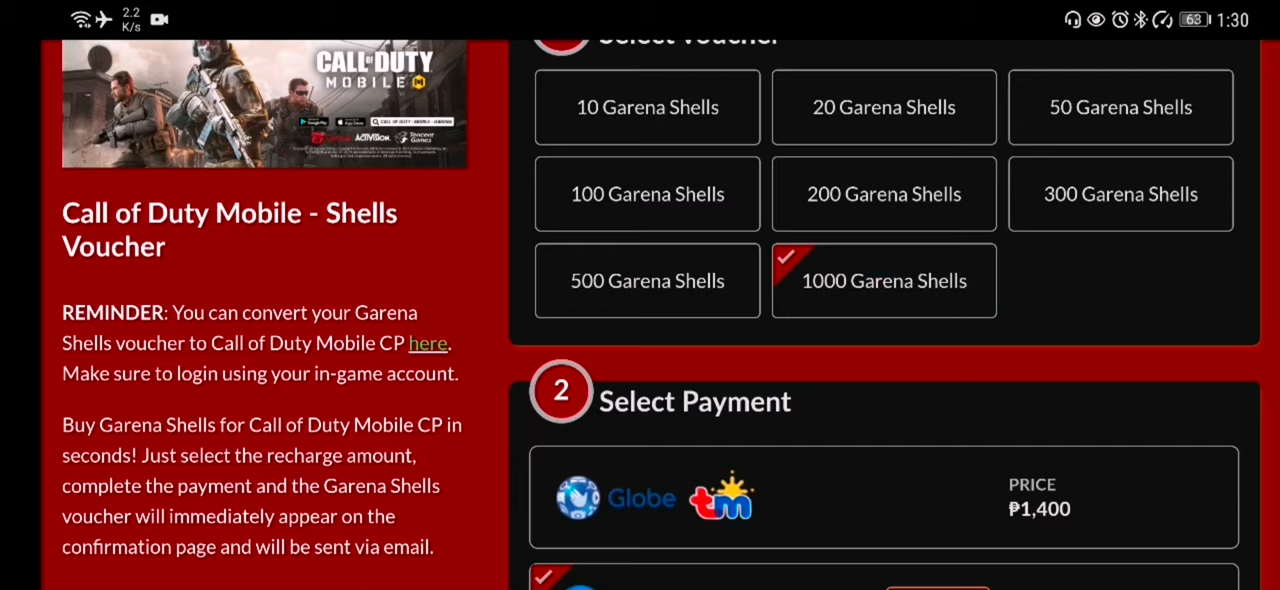 2.2
K/s
63
1:30
CALL OF DUTY
MOBILE
Call of Duty Mobile - Shells
Voucher
REMINDER: You can convert your Garena
Shells voucher to Call of Duty Mobile CP here.
Make sure to login using your in-game account.
Buy Garena Shells for Call of Duty Mobile CP in
seconds! Just select the recharge amount,
complete the payment and the Garena Shells
voucher will immediately appear on the
confirmation page and will be sent via email.
Select Voucher
10 Garena Shells
20 Garena Shells
50 Garena Shells
100 Garena Shells
200 Garena Shells
300 Garena Shells
500 Garena Shells
1000 Garena Shells
2
Select Payment
Globe
tm
PRICE
₱1,400